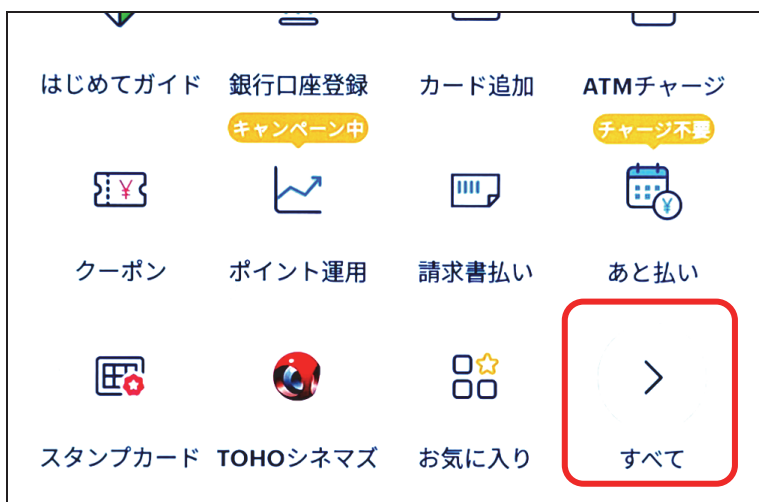 はじめてガイド 銀行口座登録 カード追加 ATMチャージ
キャンペーン中 チャージ不要
¥ ¥
クーポン ポイント運用 請求書払い あと払い
スタンプカード TOHOシネマズ お気に入り すべて